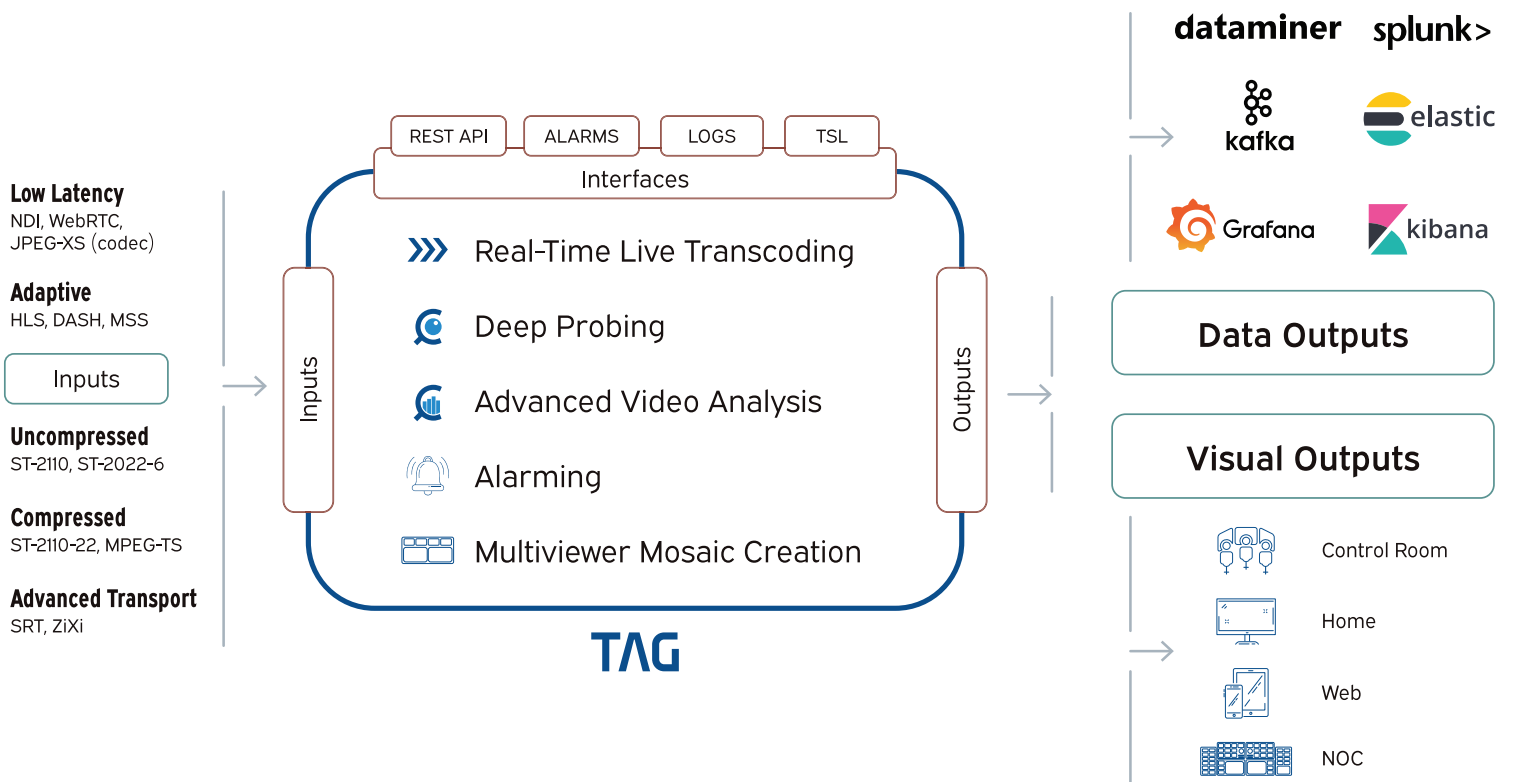 Low Latency
NDI, WebRTC,
JPEG-XS (codec)
Adaptive
HLS, DASH, MSS
Inputs
Uncompressed
ST-2110, ST-2022-6
Compressed
ST-2110-22, MPEG-TS
Advanced Transport
SRT, ZiXi
REST API
ALARMS
LOGS
TSL
Interfaces
Inputs
Real-Time Live Transcoding
Deep Probing
Advanced Video Analysis
Alarming
Multiviewer Mosaic Creation
Outputs
TAG
dataminer
splunk>
kafka
elastic
Grafana
kibana
Data Outputs
Visual Outputs
Control Room
Home
Web
NOC